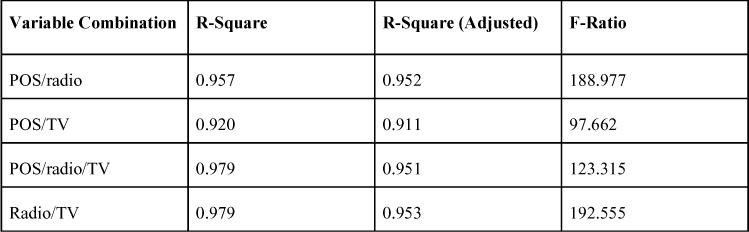 Variable Combination R-Square R-Square (Adjusted) F-Ratio
POS/radio 0.957 0.952 188.977
POS/TV 0.920 0.911 97.662
POS/radio/TV 0.979 0.951 123.315
Radio/TV 0.979 0.953 192.555